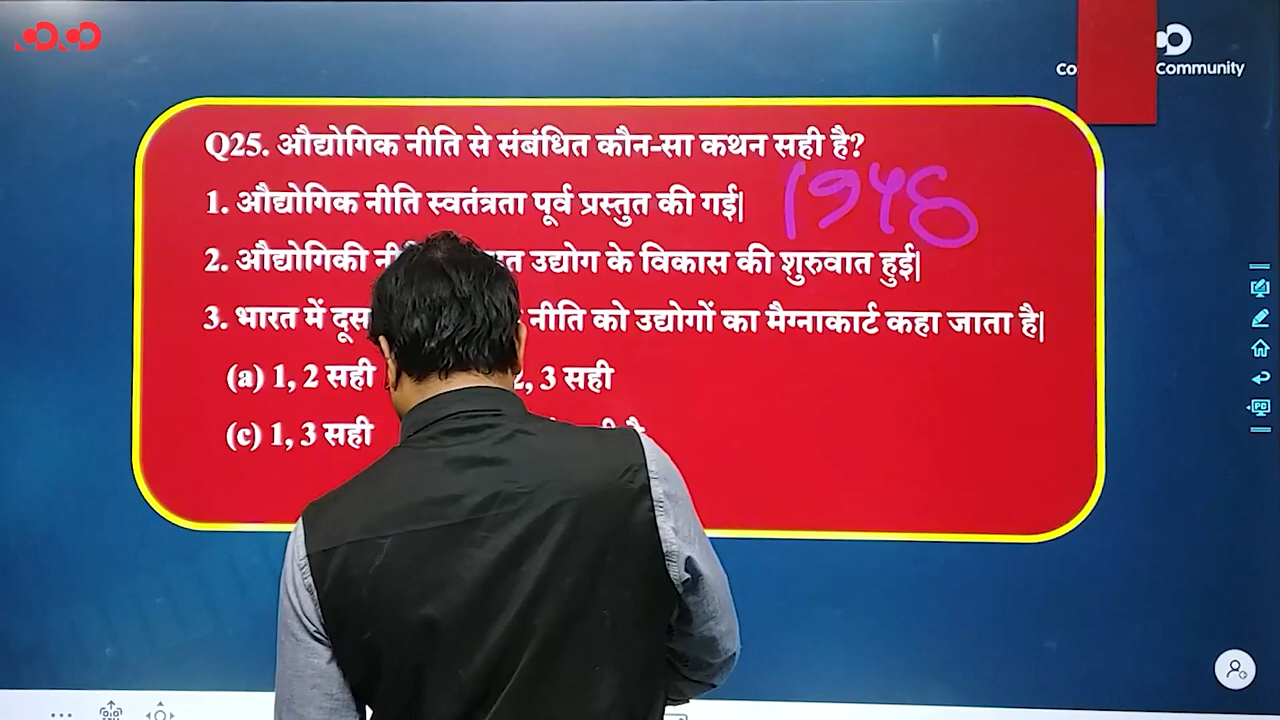 Community
Q25. औद्योगिक नीति से संबंधित कौन-सा कथन सही है?
1. औद्योगिक नीति स्वतंत्रता पूर्व प्रस्तुत की गई|
1948
2. औद्योगिकी उद्योग के विकास की शुरुवात हुई|
3. भारत में नीति को उद्योगों का मैग्नाकार्ट कहा जाता है|
(a) 1, 2 सही 2, 3 सही
(c) 1, 3 सही